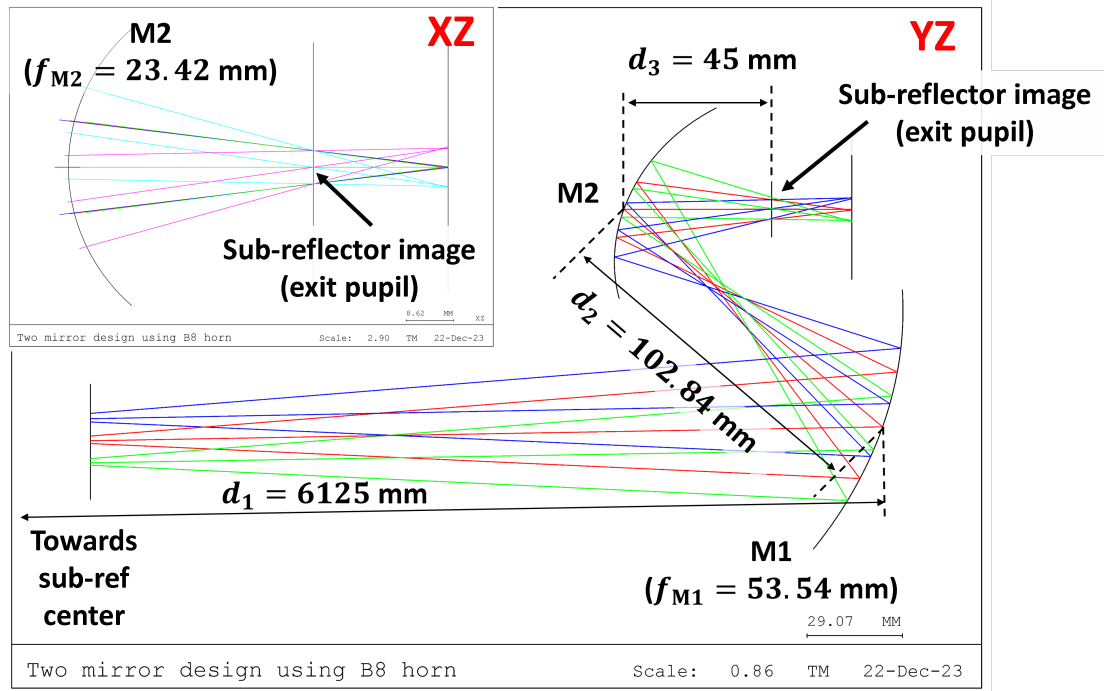 M2
(f_M2 = 23.42 mm)
XZ
Sub-reflector image
(exit pupil)
8.62 MM XZ
Two mirror design using B8 horn Scale: 2.90 TM 22-Dec-23
YZ
d₃ = 45 mm
Sub-reflector image
(exit pupil)
M2
d₂ = 102.84 mm
d₁ = 6125 mm
Towards
sub-ref
center
M1
(f_M1 = 53.54 mm)
29.07 MM
Two mirror design using B8 horn Scale: 0.86 TM 22-Dec-23